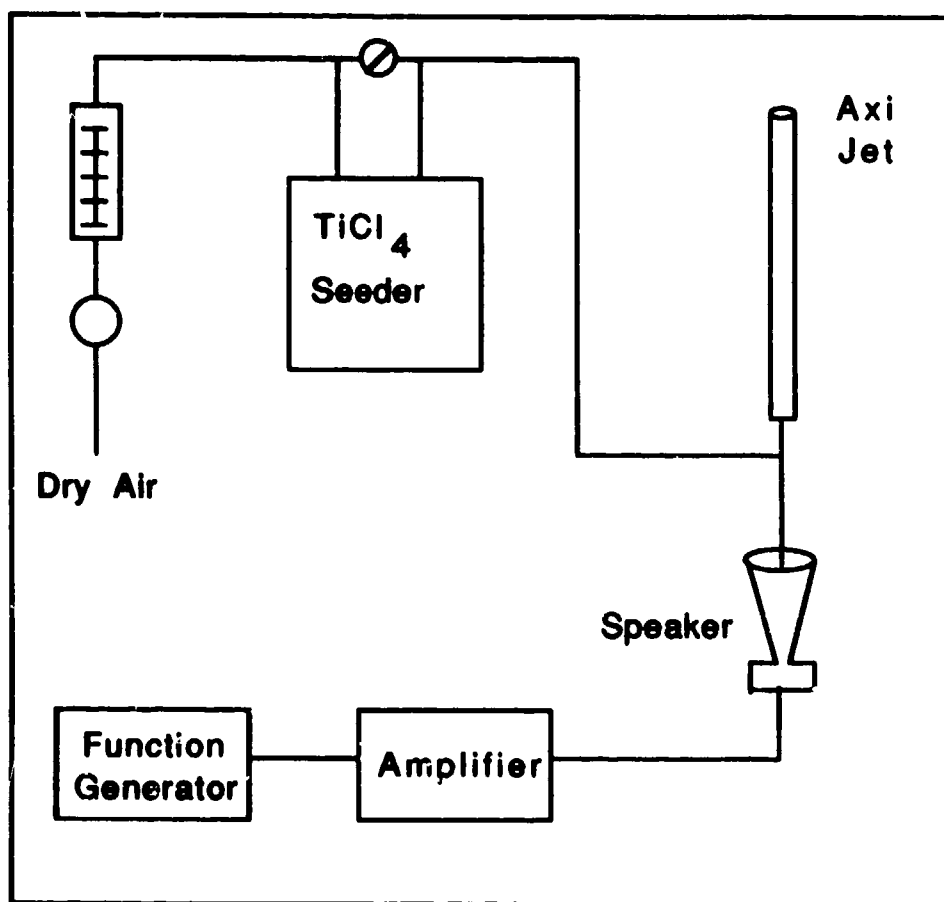 Axi
Jet
TiCl4
Seeder
Dry Air
Speaker
Function
Generator
Amplifier